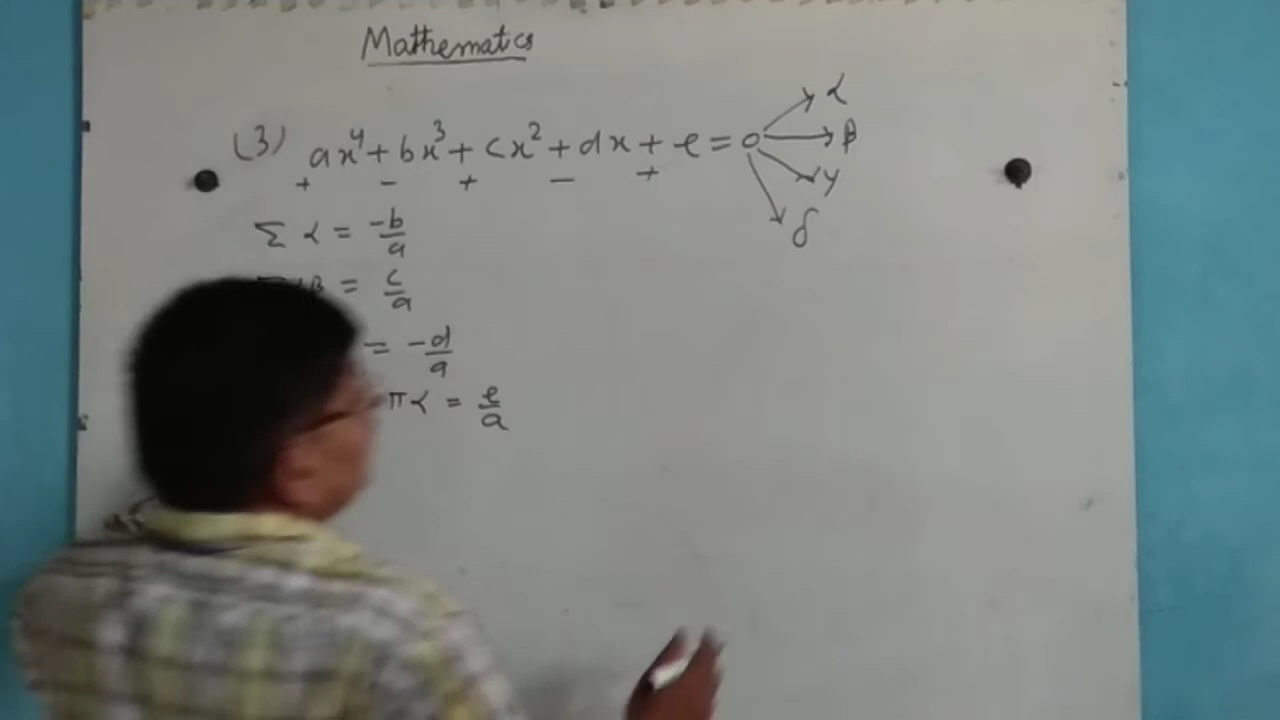 Mathematics
(3) ax⁴ + bx³ + cx² + dx + e = 0
α
β
γ
δ
+ − + − +
Σα = -b/a
= c/a
= -d/a
πα = e/a